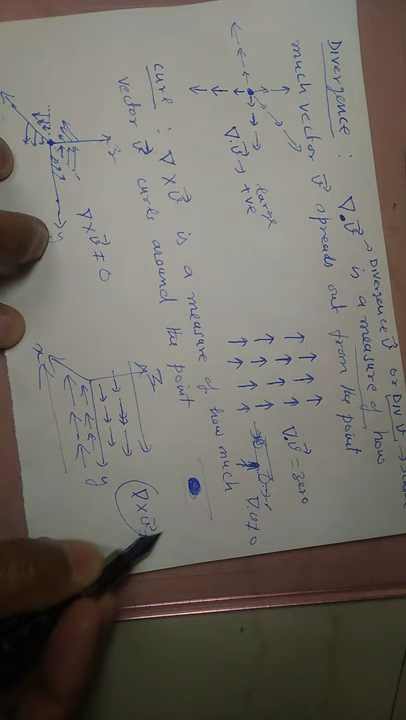 → Divergence v⃗ or DIV v⃗ →
Divergence : ∇.v⃗ is a measure of how
much vector v⃗ spreads out from the point
∇.v⃗ → +ve large
∇.v⃗ = zero
∇.v ≠ 0
curl : ∇ × v⃗ is a measure of how much
vector v⃗ curls around the point
z
y
∇ × v⃗ ≠ 0
z
y
x
∇ × v⃗